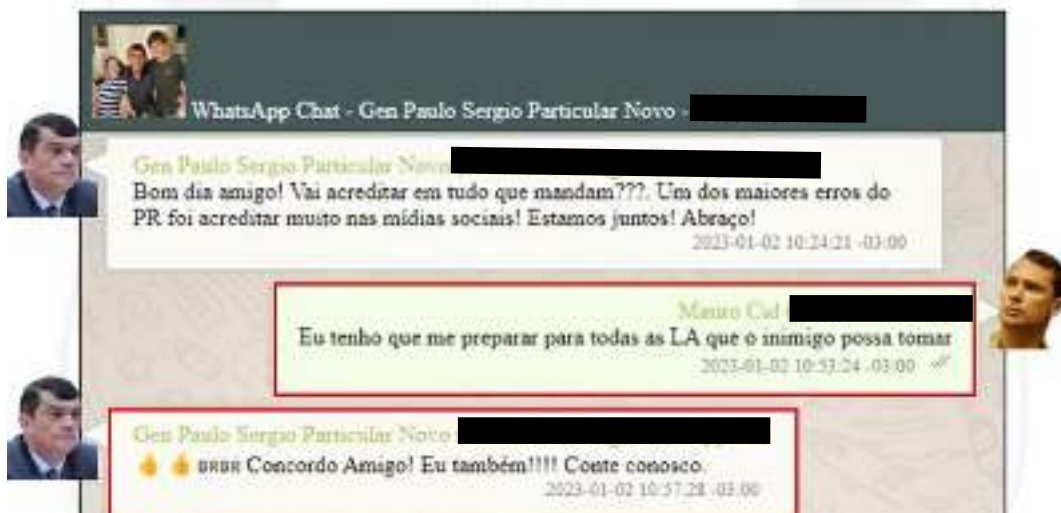 WhatsApp Chat - Gen Paulo Sergio Particular Novo -
Gen Paulo Sergio Particular Novo
Bom dia amigo! Vai acreditar em tudo que mandam???. Um dos maiores erros do
PR foi acreditar muito nas mídias sociais! Estamos juntos! Abraço!
2023-01-02 10:24:21 -03:00
Mauro Cid
Eu tenho que me preparar para todas as LA que o inimigo possa tomar
2023-01-02 10:53:24 -03:00
Gen Paulo Sergio Particular Novo
👍 👍 BRBR Concordo Amigo! Eu também!!!! Conte conosco.
2023-01-02 10:57:28 -03:00